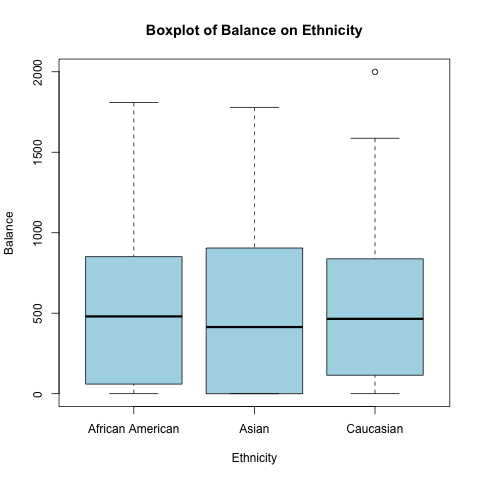 Boxplot of Balance on Ethnicity
2000
1500
1000
500
0
Balance
African American Asian Caucasian
Ethnicity